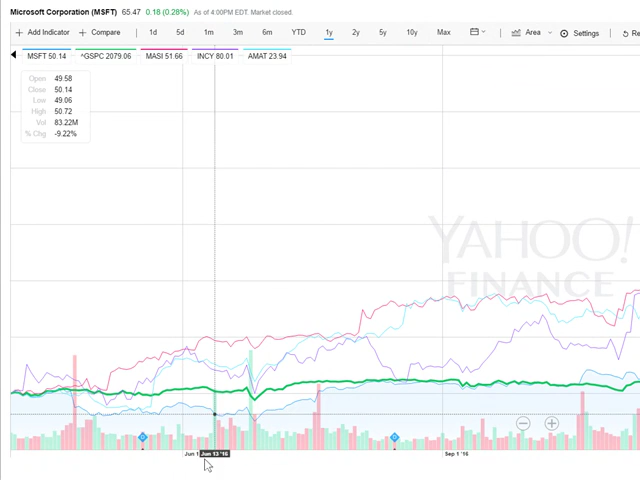 Microsoft Corporation (MSFT) 65.47 0.18 (0.28%) As of 4:00PM EDT. Market closed.
+ Add Indicator + Compare 1d 5d 1m 3m 6m YTD 1y 2y 5y 10y Max Area Settings Re
MSFT 50.14 ^GSPC 2079.06 MASI 51.66 INCY 80.01 AMAT 23.94
Open 49.58
Close 50.14
Low 49.06
High 50.72
Vol 83.22M
% Chg -9.22%
YAHOO!
FINANCE
D D
Jun 1 Jun 13 '16 Sep 1 '16